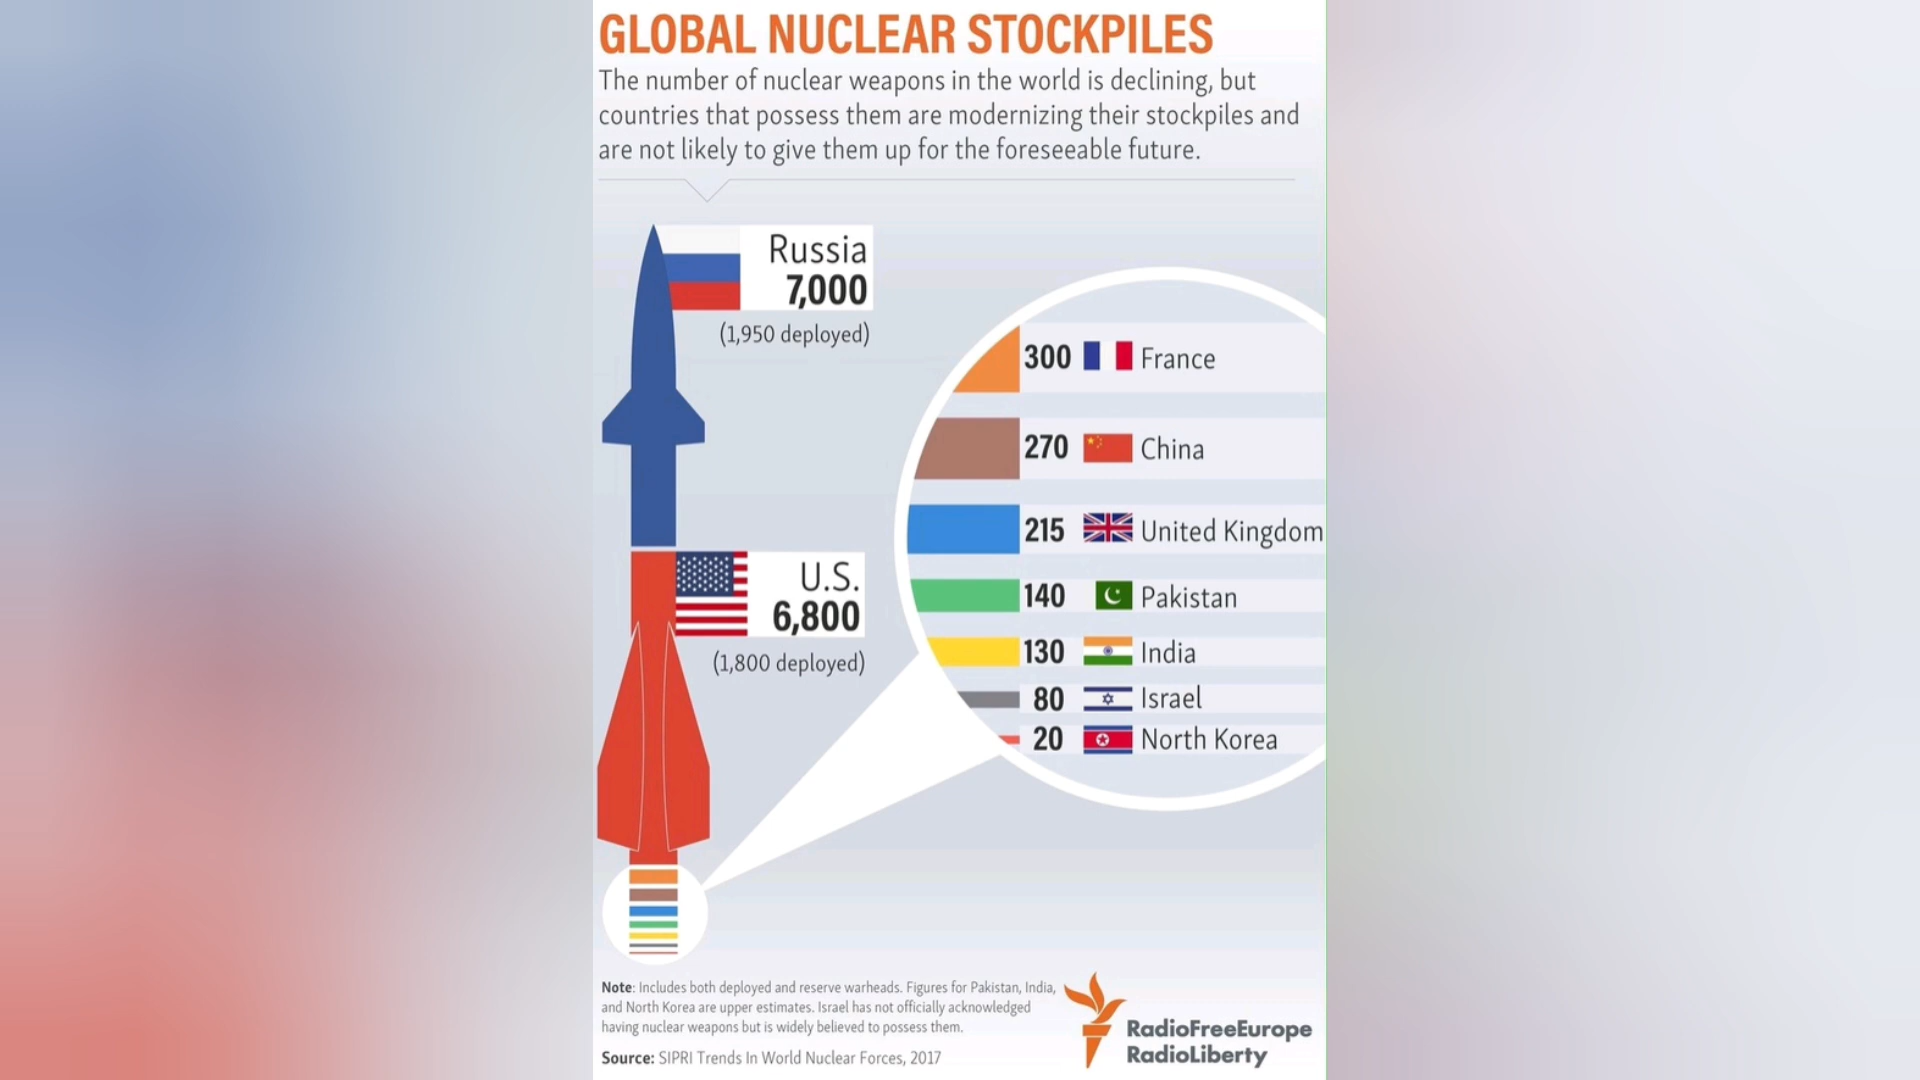 GLOBAL NUCLEAR STOCKPILES
The number of nuclear weapons in the world is declining, but
countries that possess them are modernizing their stockpiles and
are not likely to give them up for the foreseeable future.
Russia
7,000
(1,950 deployed)
U.S.
6,800
(1,800 deployed)
300 France
270 China
215 United Kingdom
140 Pakistan
130 India
80 Israel
20 North Korea
Note: Includes both deployed and reserve warheads. Figures for Pakistan, India,
and North Korea are upper estimates. Israel has not officially acknowledged
having nuclear weapons but is widely believed to possess them.
Source: SIPRI Trends In World Nuclear Forces, 2017
RadioFreeEurope
RadioLiberty